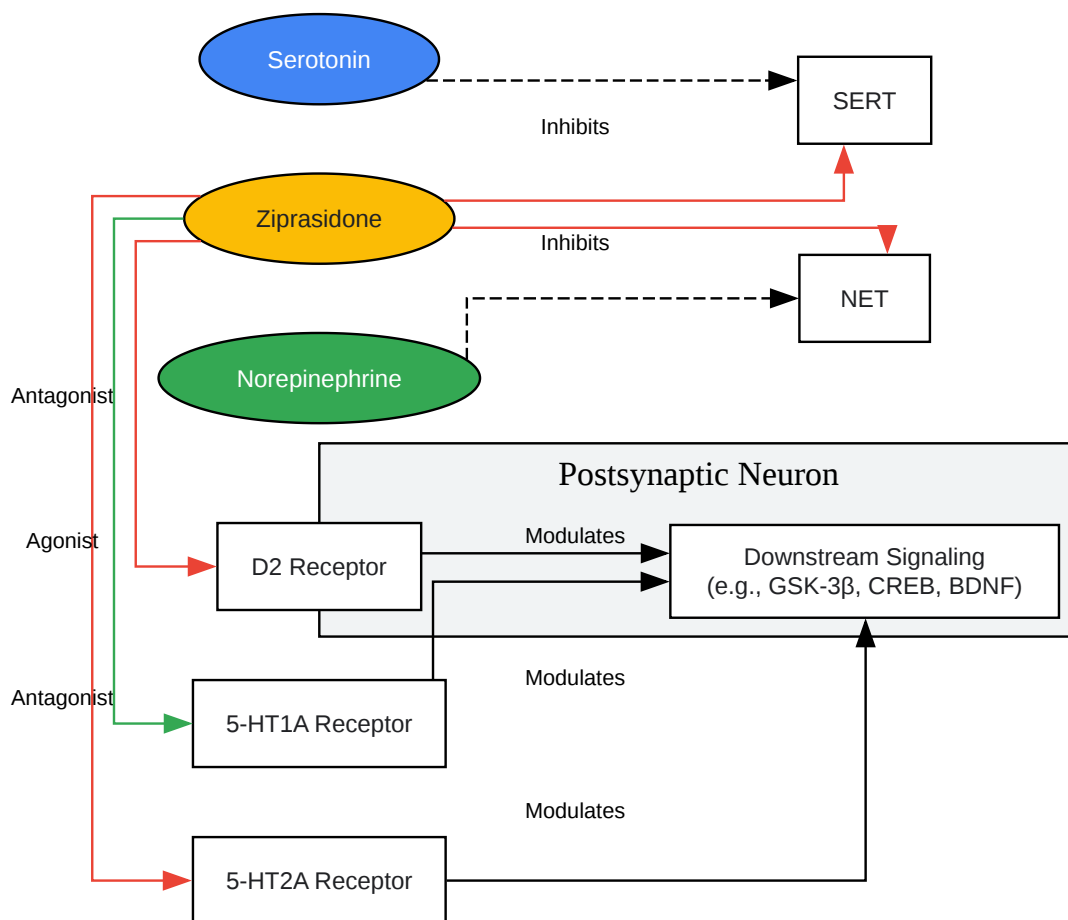 Serotonin
SERT
Inhibits
Ziprasidone
Inhibits
NET
Norepinephrine
Antagonist
Postsynaptic Neuron
Agonist
D2 Receptor
Modulates
Downstream Signaling
(e.g., GSK-3β, CREB, BDNF)
Antagonist
5-HT1A Receptor
Modulates
Modulates
5-HT2A Receptor